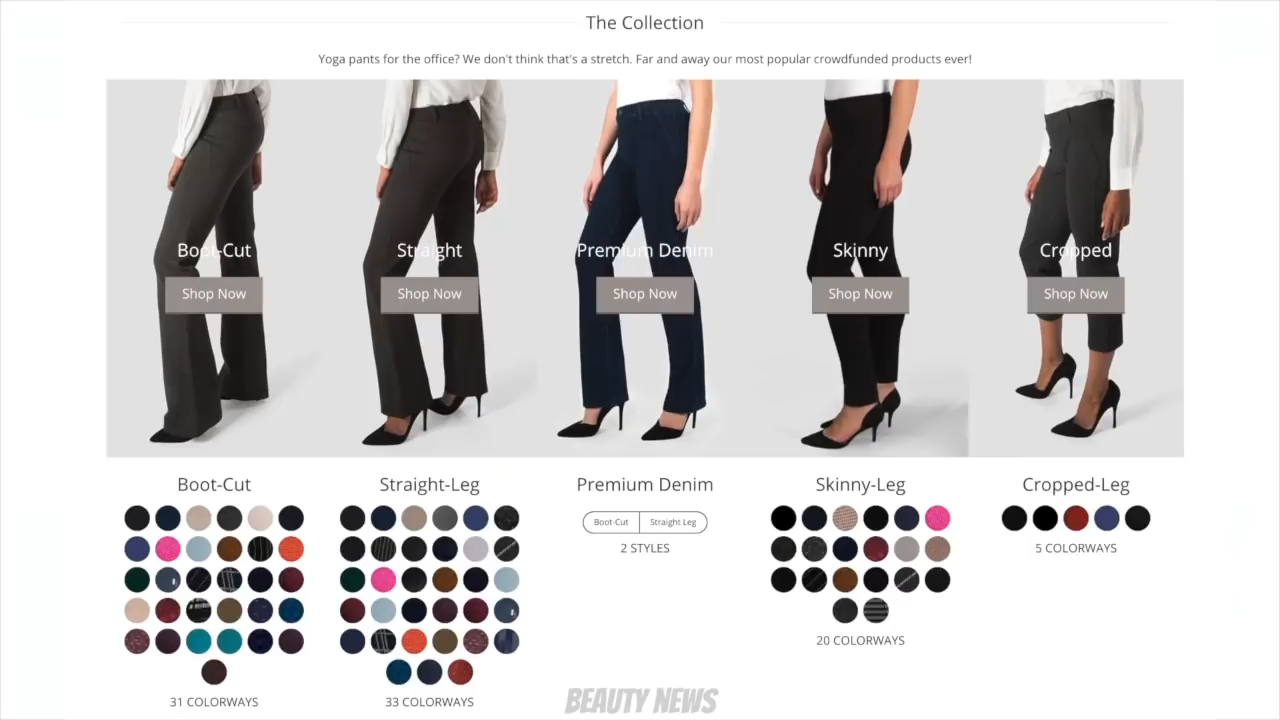 The Collection
Yoga pants for the office? We don't think that's a stretch. Far and away our most popular crowdfunded products ever!
Boot-Cut
Shop Now
Straight
Shop Now
Premium Denim
Shop Now
Skinny
Shop Now
Cropped
Shop Now
Boot-Cut
31 COLORWAYS
Straight-Leg
33 COLORWAYS
Premium Denim
Boot-Cut Straight Leg
2 STYLES
Skinny-Leg
20 COLORWAYS
Cropped-Leg
5 COLORWAYS
BEAUTY NEWS